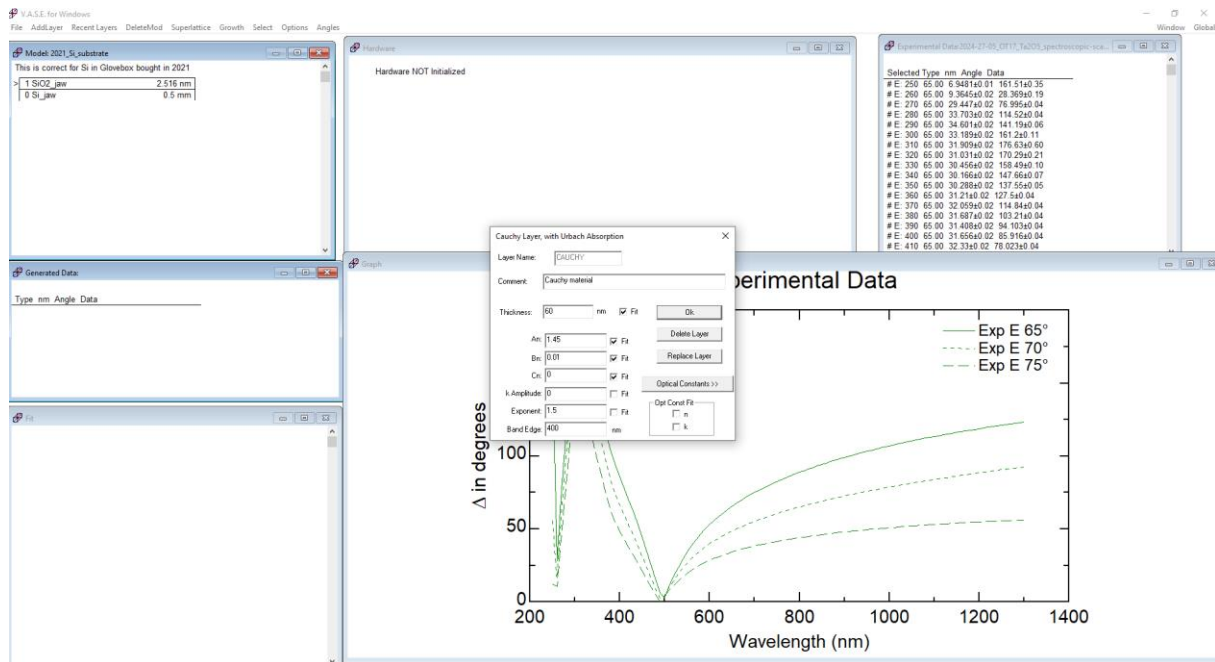 V.A.S.E. for Windows
File AddLayer Recent Layers DeleteMod Superlattice Growth Select Options Angles Window Global
Model: 2021_Si_substrate
This is correct for Si in Glovebox bought in 2021
> 1 SiO2_jaw 2.516 nm
0 Si_jaw 0.5 mm
Hardware
Hardware NOT Initialized
Experimental Data:2024-27-05_OT17_Ta2O5_spectroscopic-sca...
Selected Type nm Angle Data
# E: 250 65.00 6.9481±0.01 161.51±0.35
# E: 260 65.00 9.3645±0.02 28.369±0.19
# E: 270 65.00 29.447±0.02 76.995±0.04
# E: 280 65.00 33.703±0.02 114.52±0.04
# E: 290 65.00 34.601±0.02 141.19±0.06
# E: 300 65.00 33.189±0.02 161.2±0.11
# E: 310 65.00 31.909±0.02 176.63±0.60
# E: 320 65.00 31.031±0.02 170.29±0.21
# E: 330 65.00 30.456±0.02 158.49±0.10
# E: 340 65.00 30.166±0.02 147.66±0.07
# E: 350 65.00 30.288±0.02 137.55±0.05
# E: 360 65.00 31.21±0.02 127.5±0.04
# E: 370 65.00 32.059±0.02 114.84±0.04
# E: 380 65.00 31.687±0.02 103.21±0.04
# E: 390 65.00 31.408±0.02 94.103±0.04
# E: 400 65.00 31.656±0.02 85.916±0.04
# E: 410 65.00 32.33±0.02 78.023±0.04
Generated Data:
Type nm Angle Data
Fit
Graph
Cauchy Layer, with Urbach Absorption
Layer Name: CAUCHY
Comment: Cauchy material
Thickness: 60 nm Fit Ok
An: 1.45 Fit Delete Layer
Bn: 0.01 Fit Replace Layer
Cn: 0 Fit Optical Constants >>
k Amplitude: 0 Fit Opt Const Fit
Exponent: 1.5 Fit n
Band Edge: 400 nm k
perimental Data
Exp E 65°
Exp E 70°
Exp E 75°
Δ in degrees
100
50
0
200 400 600 800 1000 1200 1400
Wavelength (nm)